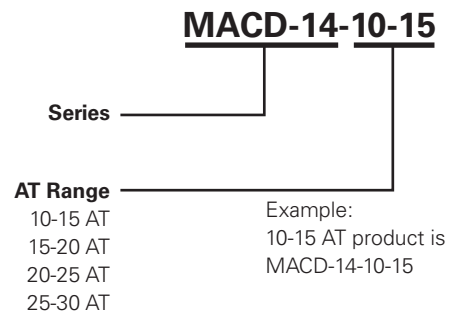 MACD-14-10-15
Series
AT Range
10-15 AT
15-20 AT
20-25 AT
25-30 AT
Example:
10-15 AT product is
MACD-14-10-15